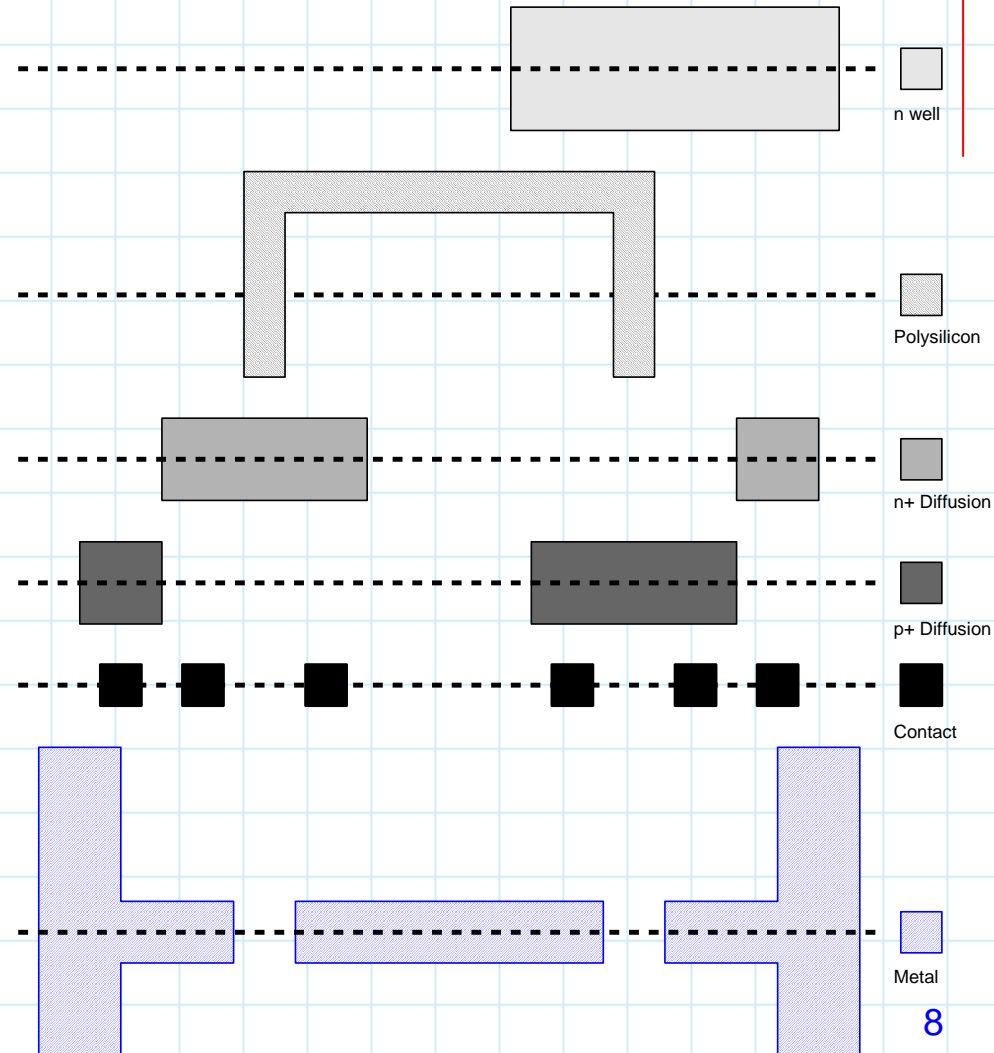 n well
Polysilicon
n+ Diffusion
p+ Diffusion
Contact
Metal
8